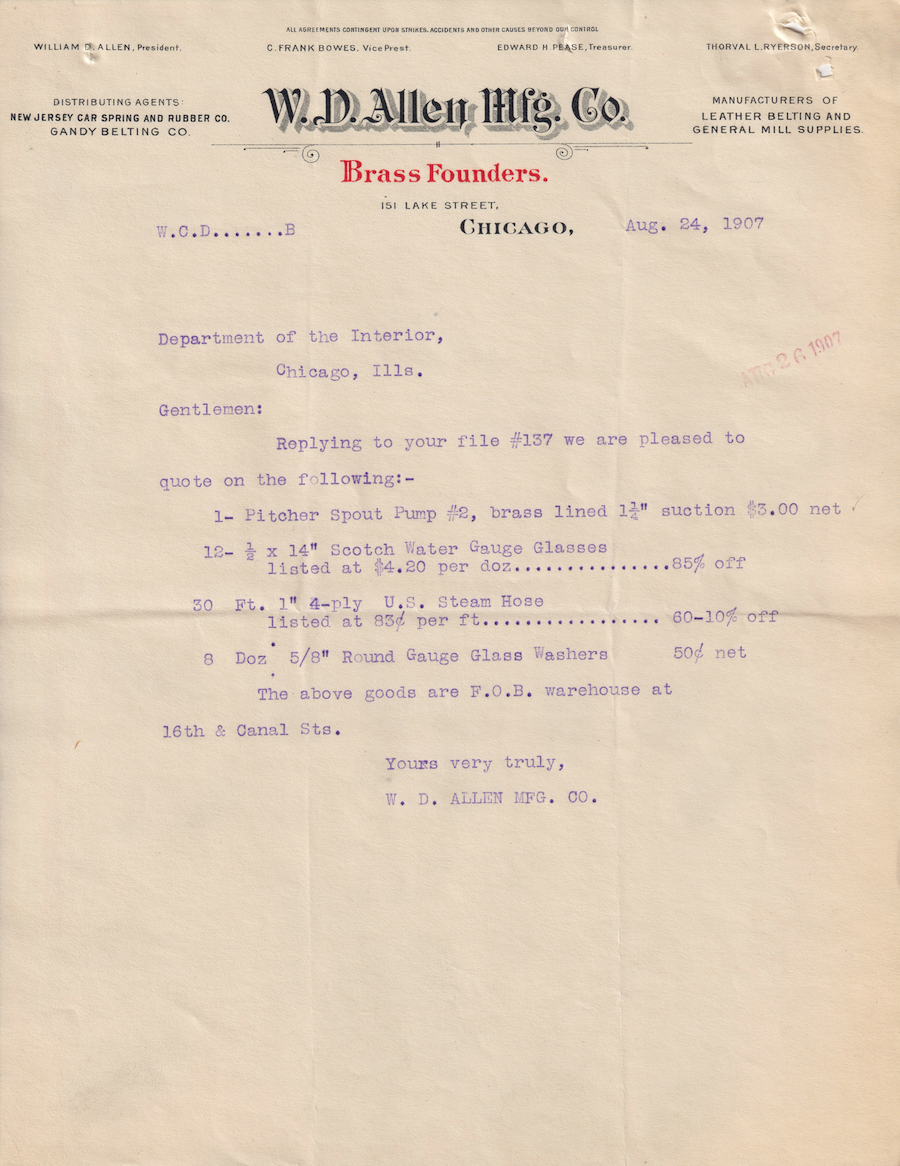 ALL AGREEMENTS CONTINGENT UPON STRIKES, ACCIDENTS AND OTHER CAUSES BEYOND OUR CONTROL
WILLIAM D. ALLEN, President. C. FRANK BOWES, Vice Prest. EDWARD H. PEASE, Treasurer. THORVAL L. RYERSON, Secretary.
DISTRIBUTING AGENTS:
NEW JERSEY CAR SPRING AND RUBBER CO.
GANDY BELTING CO.
W. D. Allen Mfg. Co.
MANUFACTURERS OF
LEATHER BELTING AND
GENERAL MILL SUPPLIES.
Brass Founders.
151 LAKE STREET,
W.C.D.......B CHICAGO, Aug. 24, 1907
Department of the Interior,
AUG 26 1907
Chicago, Ills.
Gentlemen:
Replying to your file #137 we are pleased to
quote on the following:-
1- Pitcher Spout Pump #2, brass lined 1¼" suction $3.00 net
12- ½ x 14" Scotch Water Gauge Glasses
listed at $4.20 per doz...............85% off
30 Ft. 1" 4-ply U.S. Steam Hose
listed at 83¢ per ft................. 60-10% off
8 Doz 5/8" Round Gauge Glass Washers 50¢ net
The above goods are F.O.B. warehouse at
16th & Canal Sts.
Yours very truly,
W. D. ALLEN MFG. CO.